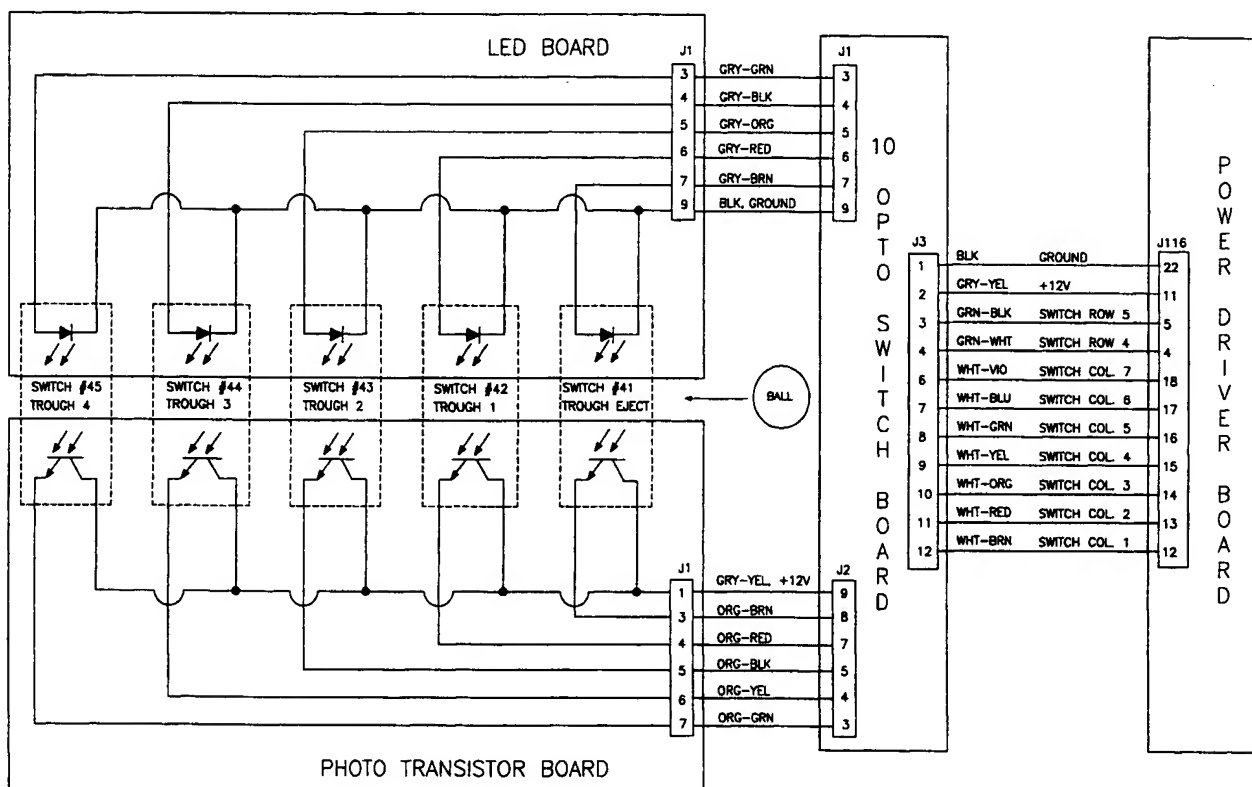 LED BOARD
J1
3
4
5
6
7
9
GRY-GRN
GRY-BLK
GRY-ORG
GRY-RED
GRY-BRN
BLK, GROUND
J1
3
4
5
6
7
9
SWITCH #45
TROUGH 4
SWITCH #44
TROUGH 3
SWITCH #43
TROUGH 2
SWITCH #42
TROUGH 1
SWITCH #41
TROUGH EJECT
BALL
10 OPTO SWITCH BOARD
J3
1
2
3
4
6
7
8
9
10
11
12
BLK GROUND
GRY-YEL +12V
GRN-BLK SWITCH ROW 5
GRN-WHT SWITCH ROW 4
WHT-VIO SWITCH COL. 7
WHT-BLU SWITCH COL. 6
WHT-GRN SWITCH COL. 5
WHT-YEL SWITCH COL. 4
WHT-ORG SWITCH COL. 3
WHT-RED SWITCH COL. 2
WHT-BRN SWITCH COL. 1
J116
22
11
5
4
18
17
16
15
14
13
12
POWER DRIVER BOARD
J1
1
3
4
5
6
7
GRY-YEL, +12V
ORG-BRN
ORG-RED
ORG-BLK
ORG-YEL
ORG-GRN
J2
9
8
7
5
4
3
PHOTO TRANSISTOR BOARD